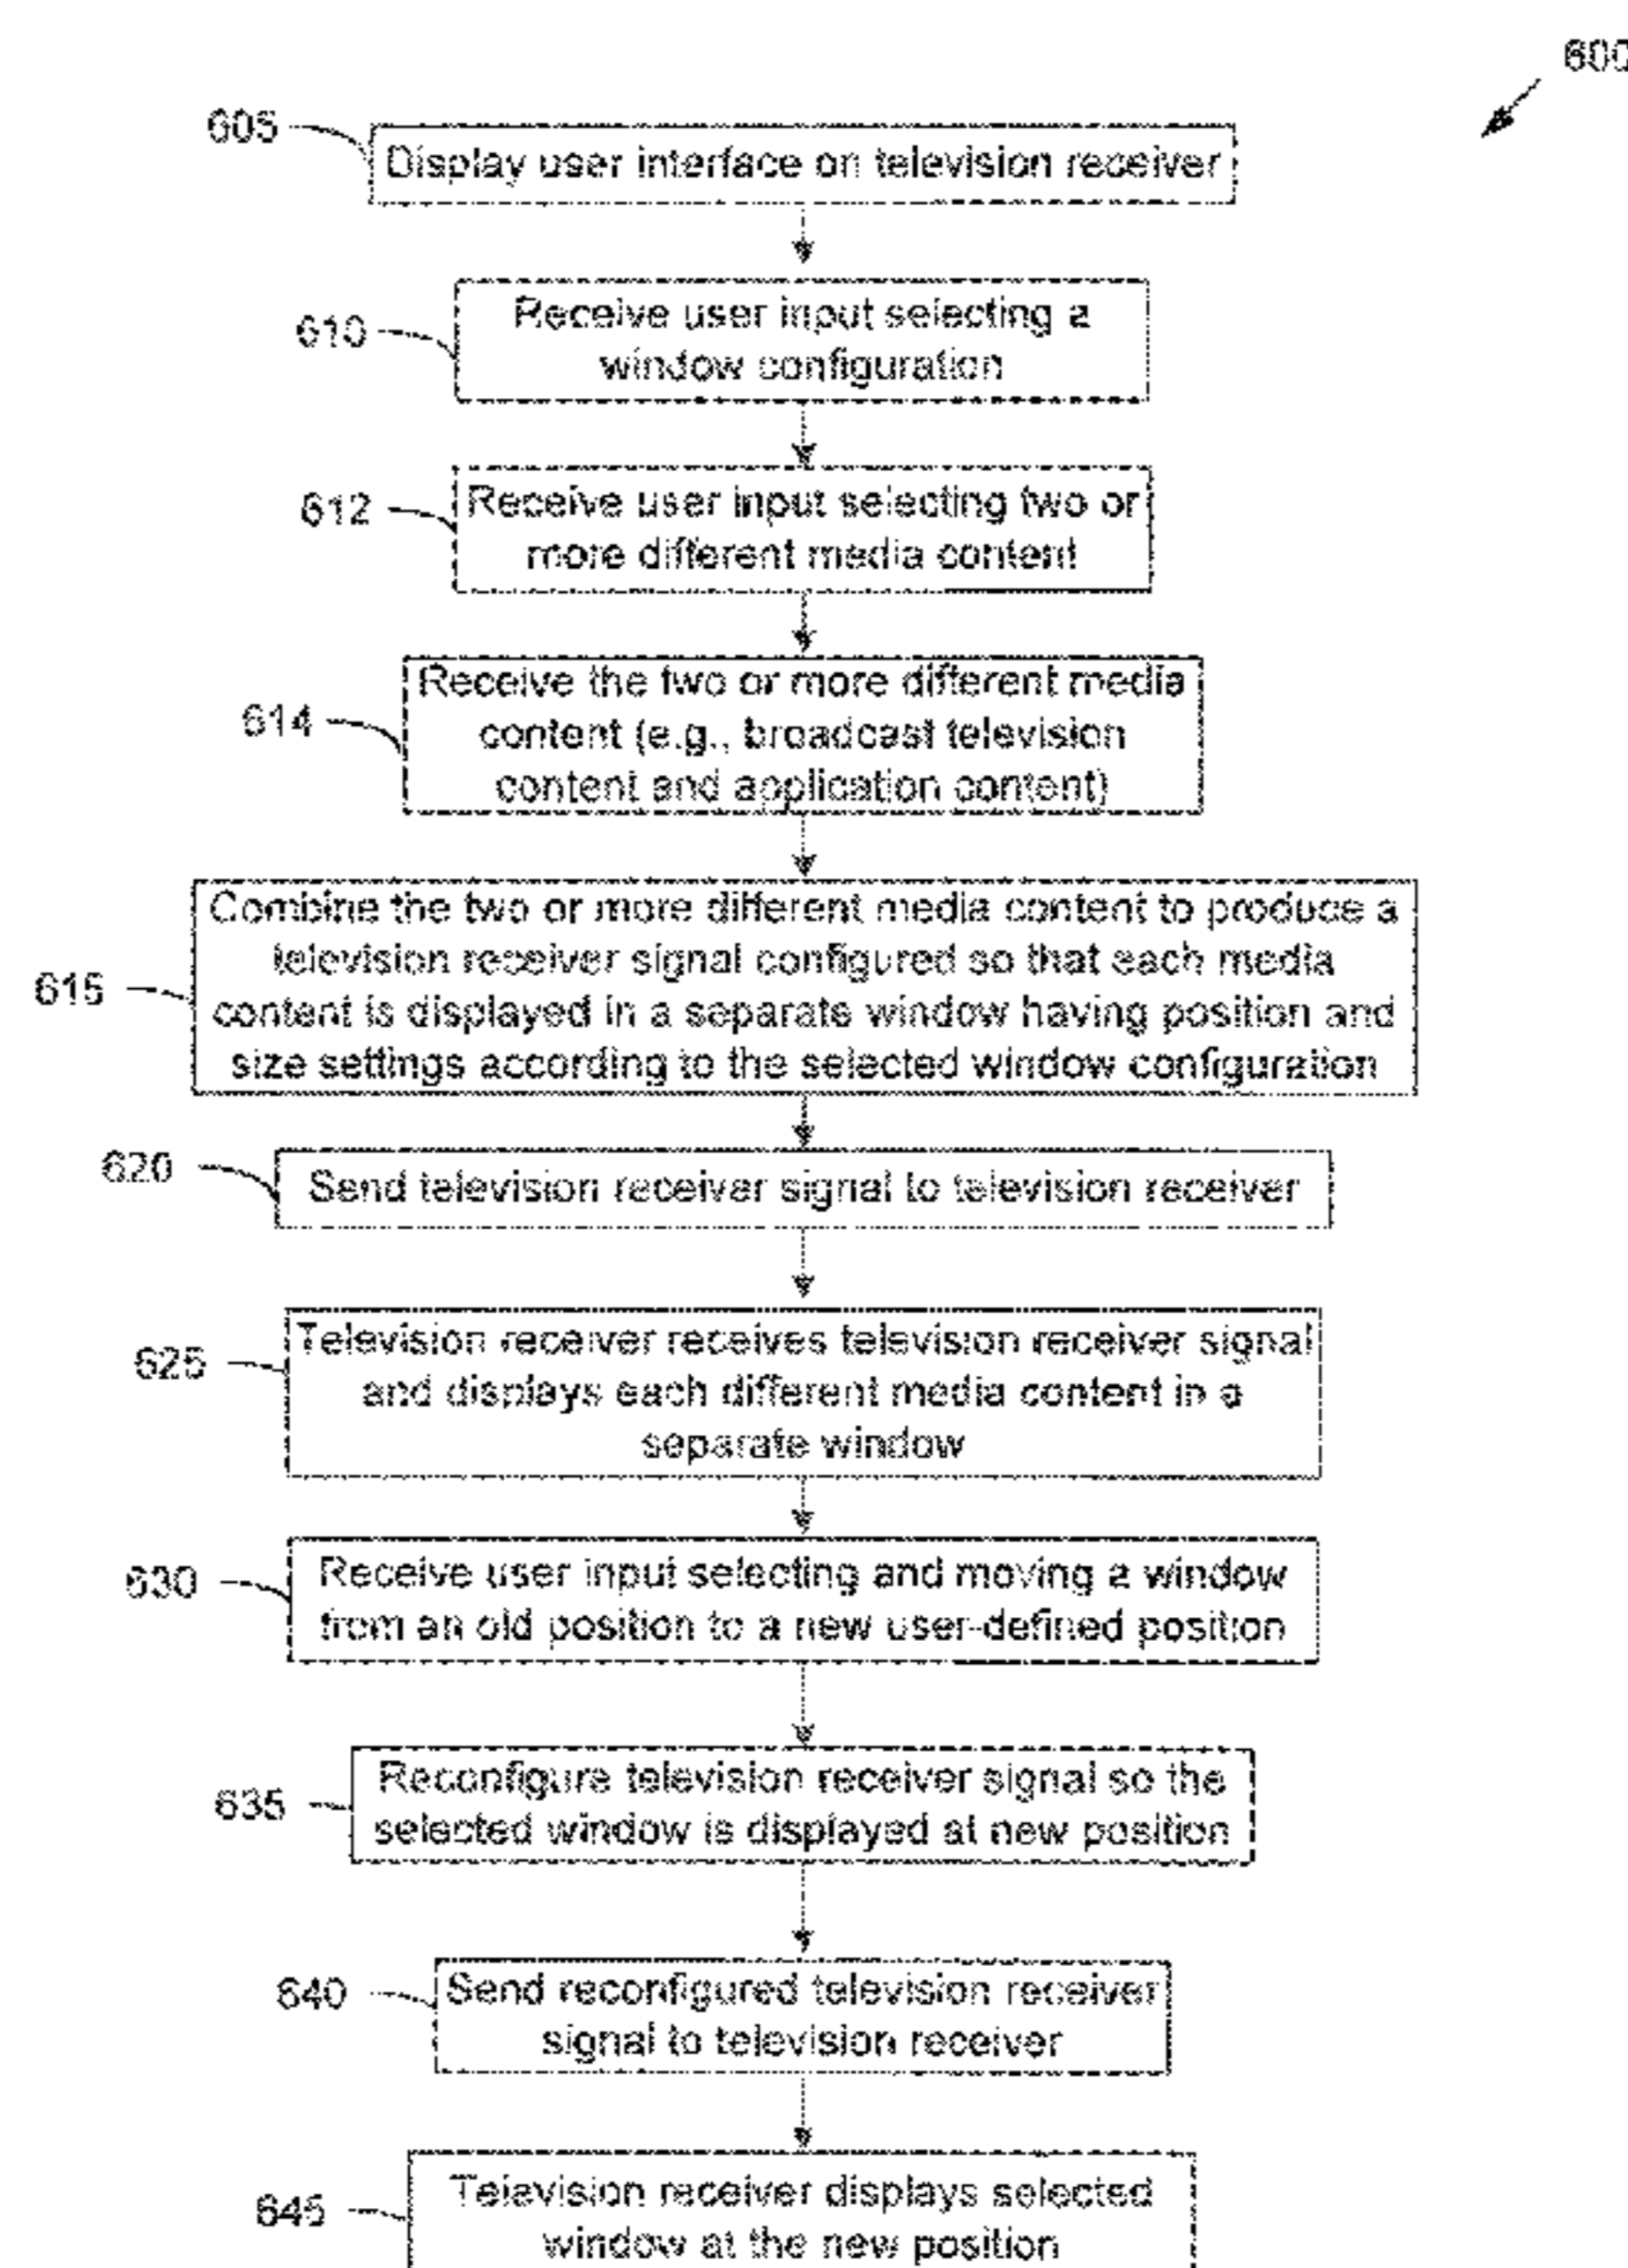 600
605
Display user interface on television receiver
610
Receive user input selecting a
window configuration
612
Receive user input selecting two or
more different media content
614
Receive the two or more different media
content (e.g., broadcast television
content and application content)
615
Combine the two or more different media content to produce a
television receiver signal configured so that each media
content is displayed in a separate window having position and
size settings according to the selected window configuration
620
Send television receiver signal to television receiver
625
Television receiver receives television receiver signal
and displays each different media content in a
separate window
630
Receive user input selecting and moving a window
from an old position to a new user-defined position
635
Reconfigure television receiver signal so the
selected window is displayed at new position
640
Send reconfigured television receiver
signal to television receiver
645
Television receiver displays selected
window at the new position